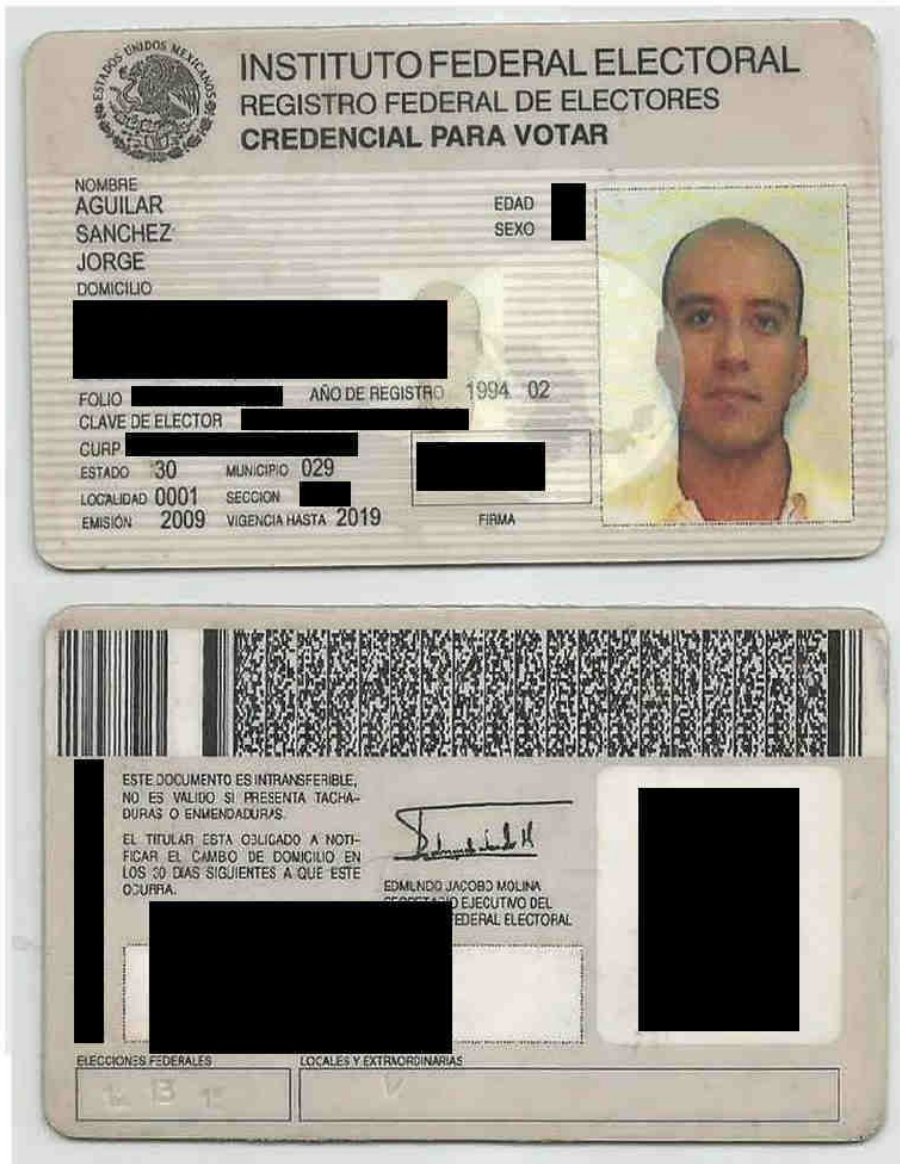 ESTADOS UNIDOS MEXICANOS
INSTITUTO FEDERAL ELECTORAL
REGISTRO FEDERAL DE ELECTORES
CREDENCIAL PARA VOTAR
NOMBRE
AGUILAR
SANCHEZ
JORGE
EDAD
SEXO
DOMICILIO
FOLIO
AÑO DE REGISTRO 1994 02
CLAVE DE ELECTOR
CURP
ESTADO 30 MUNICIPIO 029
LOCALIDAD 0001 SECCION
EMISIÓN 2009 VIGENCIA HASTA 2019
FIRMA
ESTE DOCUMENTO ES INTRANSFERIBLE,
NO ES VALIDO SI PRESENTA TACHA-
DURAS O ENMENDADURAS.
EL TITULAR ESTA OBLIGADO A NOTI-
FICAR EL CAMBO DE DOMICILIO EN
LOS 30 DIAS SIGUIENTES A QUE ESTE
OCURRA.
EDMUNDO JACOBO MOLINA
SECRETARIO EJECUTIVO DEL
FEDERAL ELECTORAL
ELECCIONES FEDERALES
LOCALES Y EXTRAORDINARIAS